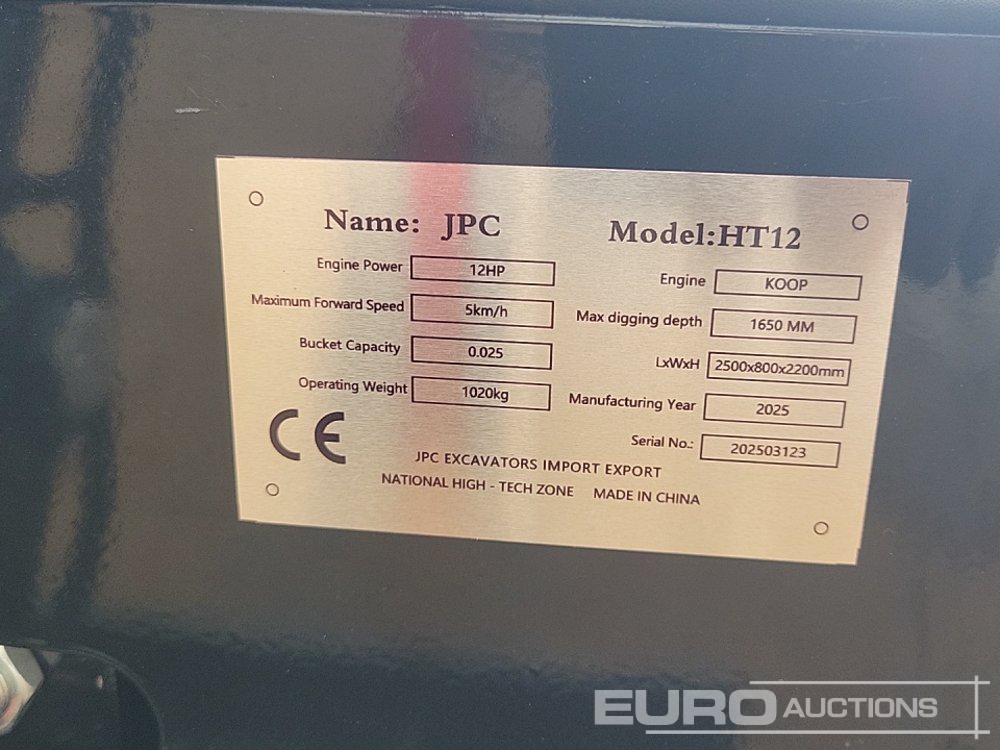 Name: JPC Model:HT12
Engine Power 12HP Engine KOOP
Maximum Forward Speed 5km/h Max digging depth 1650 MM
Bucket Capacity 0.025 LxWxH 2500x800x2200mm
Operating Weight 1020kg Manufacturing Year 2025
CE Serial No.: 202503123
JPC EXCAVATORS IMPORT EXPORT
NATIONAL HIGH - TECH ZONE MADE IN CHINA
EURO AUCTIONS